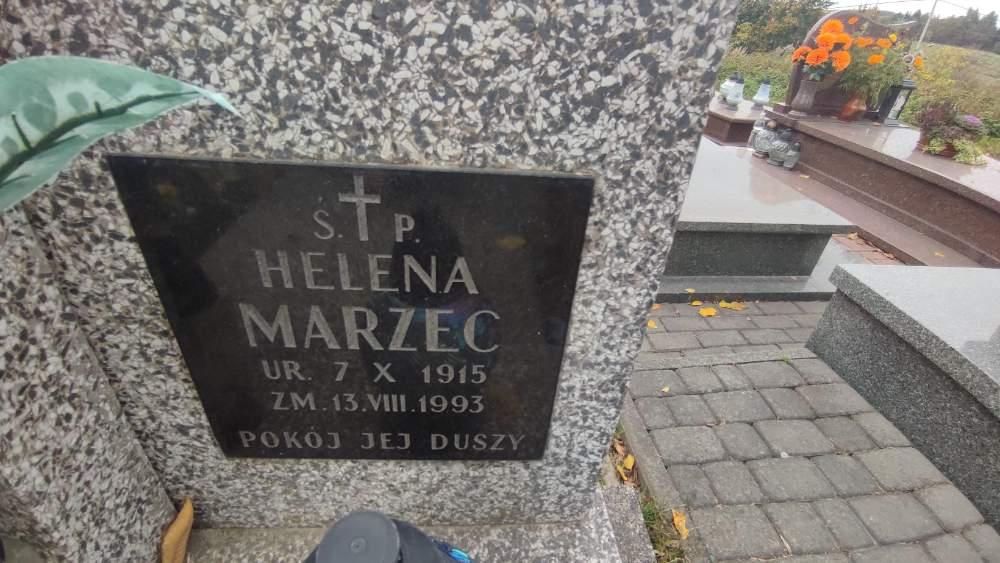 Ś. P.
HELENA
MARZEC
UR. 7 X 1915
ZM. 13. VIII. 1993
POKÓJ JEJ DUSZY